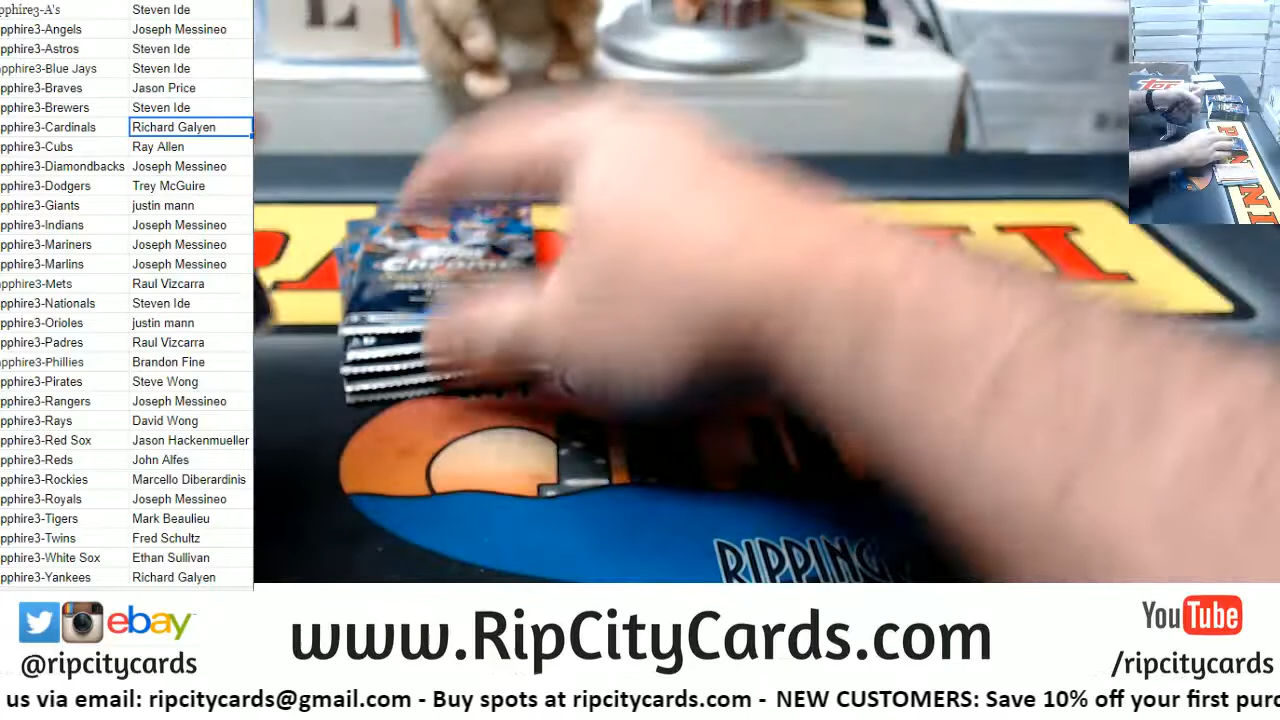 pphire3-A's Steven Ide
pphire3-Angels Joseph Messineo
pphire3-Astros Steven Ide
apphire3-Blue Jays Steven Ide
pphire3-Braves Jason Price
pphire3-Brewers Steven Ide
pphire3-Cardinals Richard Galyen
pphire3-Cubs Ray Allen
pphire3-Diamondbacks Joseph Messineo
pphire3-Dodgers Trey McGuire
pphire3-Giants justin mann
pphire3-Indians Joseph Messineo
pphire3-Mariners Joseph Messineo
pphire3-Marlins Joseph Messineo
pphire3-Mets Raul Vizcarra
pphire3-Nationals Steven Ide
pphire3-Orioles justin mann
pphire3-Padres Raul Vizcarra
apphire3-Phillies Brandon Fine
pphire3-Pirates Steve Wong
pphire3-Rangers Joseph Messineo
pphire3-Rays David Wong
pphire3-Red Sox Jason Hackenmueller
pphire3-Reds John Alfes
pphire3-Rockies Marcello Diberardinis
pphire3-Royals Joseph Messineo
pphire3-Tigers Mark Beaulieu
pphire3-Twins Fred Schultz
pphire3-White Sox Ethan Sullivan
pphire3-Yankees Richard Galyen
Chrome
RIPPING
ebay
@ripcitycards
www.RipCityCards.com
YouTube
/ripcitycards
us via email: ripcitycards@gmail.com - Buy spots at ripcitycards.com - NEW CUSTOMERS: Save 10% off your first purc